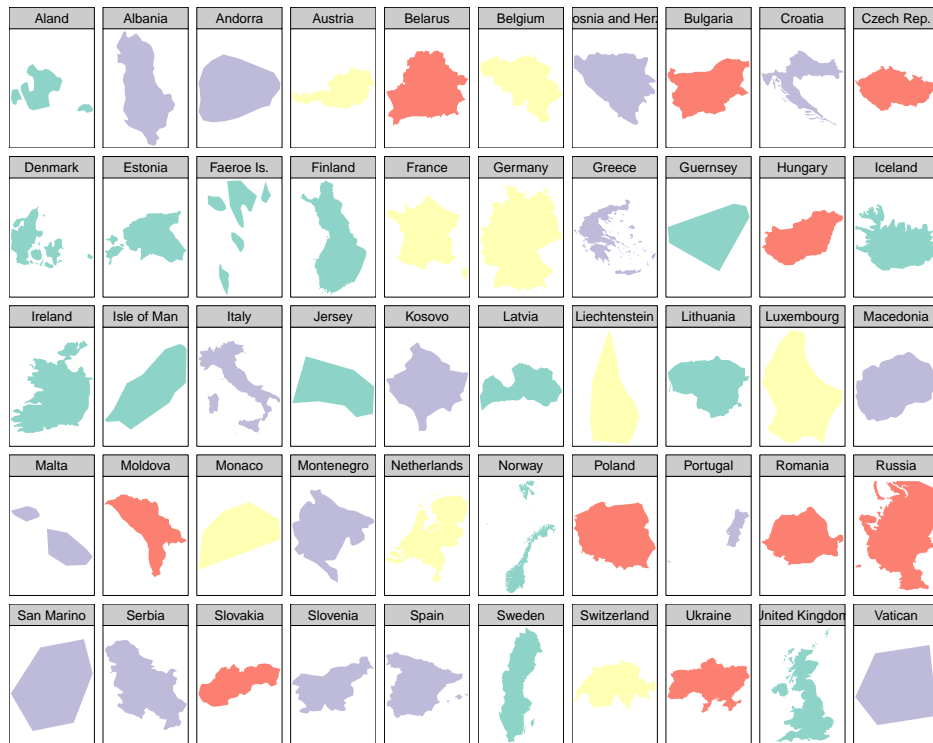 Aland
Albania
Andorra
Austria
Belarus
Belgium
osnia and Her
Bulgaria
Croatia
Czech Rep.
Denmark
Estonia
Faeroe Is.
Finland
France
Germany
Greece
Guernsey
Hungary
Iceland
Ireland
Isle of Man
Italy
Jersey
Kosovo
Latvia
Liechtenstein
Lithuania
Luxembourg
Macedonia
Malta
Moldova
Monaco
Montenegro
Netherlands
Norway
Poland
Portugal
Romania
Russia
San Marino
Serbia
Slovakia
Slovenia
Spain
Sweden
Switzerland
Ukraine
United Kingdom
Vatican